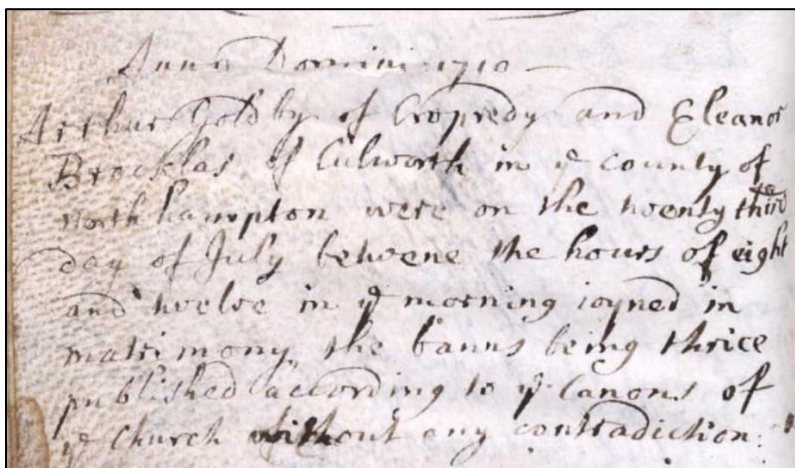 Anno Domini 1710
Arthur Goldby of Cropredy and Eleanor
Brocklas of Culworth in ye county of
Northhampton were on the twenty third
day of July betwene the hours of eight
and twelve in ye morning ioyned in
matrimony, the banns being thrice
published according to ye Canons of
ye Church without any contradiction.